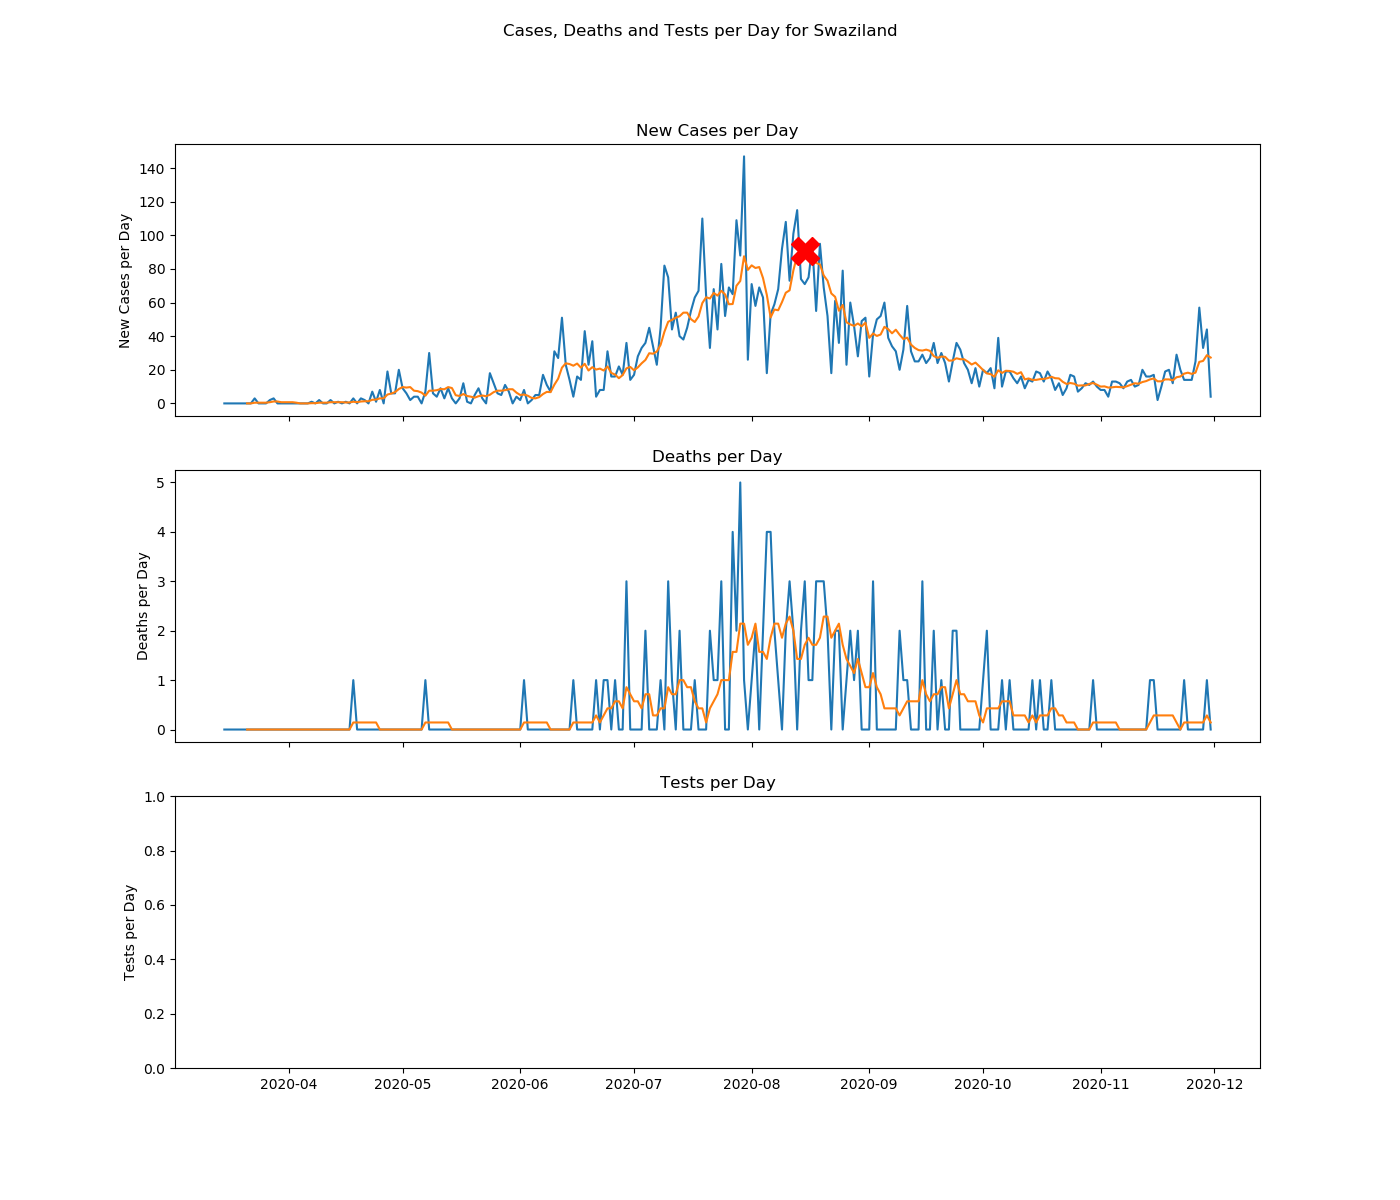 Cases, Deaths and Tests per Day for Swaziland
New Cases per Day
New Cases per Day
140
120
100
80
60
40
20
0
Deaths per Day
Deaths per Day
5
4
3
2
1
0
Tests per Day
Tests per Day
1.0
0.8
0.6
0.4
0.2
0.0
2020-04 2020-05 2020-06 2020-07 2020-08 2020-09 2020-10 2020-11 2020-12